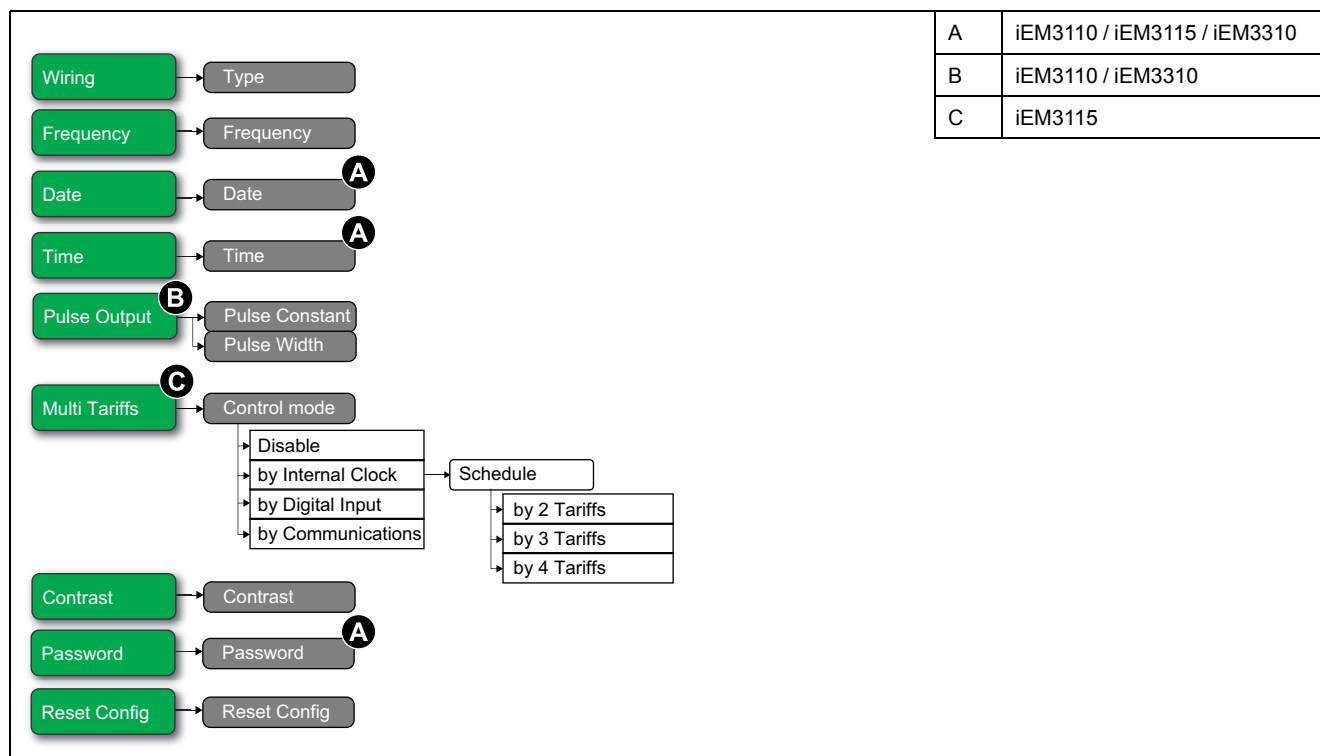 A iEM3110 / iEM3115 / iEM3310
B iEM3110 / iEM3310
C iEM3115
Wiring Type
Frequency Frequency
A
Date Date
A
Time Time
B
Pulse Output Pulse Constant
Pulse Width
C
Multi Tariffs Control mode
Disable
by Internal Clock Schedule
by Digital Input by 2 Tariffs
by Communications by 3 Tariffs
by 4 Tariffs
Contrast Contrast
A
Password Password
Reset Config Reset Config